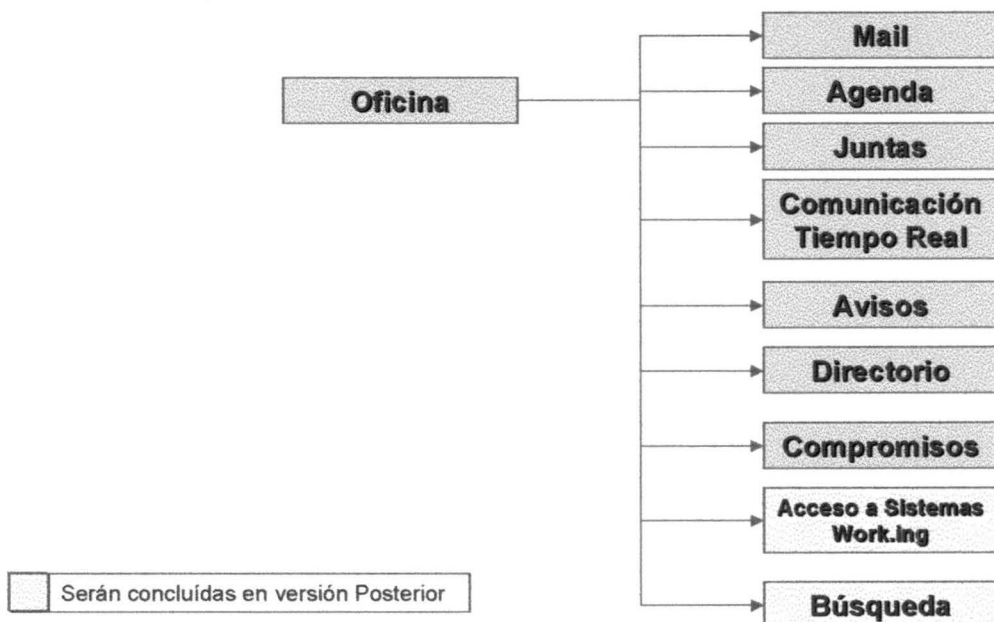 Mail
Oficina
Agenda
Juntas
Comunicación
Tiempo Real
Avisos
Directorio
Compromisos
Acceso a Sistemas
Work.ing
Serán concluídas en versión Posterior
Búsqueda